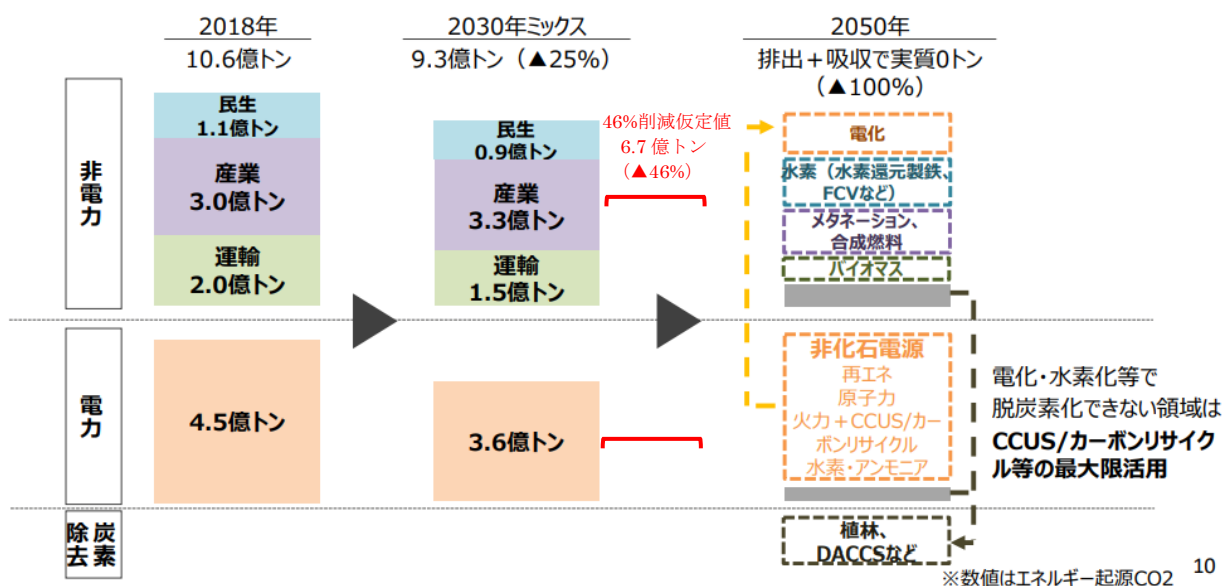 2018年
10.6億トン
2030年ミックス
9.3億トン（▲25%）
2050年
排出＋吸収で実質0トン
（▲100%）
非電力
民生
1.1億トン
産業
3.0億トン
運輸
2.0億トン
民生
0.9億トン
産業
3.3億トン
運輸
1.5億トン
46%削減仮定値
6.7 億トン
（▲46%）
電化
水素（水素還元製鉄、
FCVなど）
メタネーション、
合成燃料
バイオマス
電力
4.5億トン
3.6億トン
非化石電源
再エネ
原子力
火力＋CCUS/カー
ボンリサイクル
水素・アンモニア
電化・水素化等で
脱炭素化できない領域は
CCUS/カーボンリサイク
ル等の最大限活用
炭素
除去
植林、
DACCSなど
※数値はエネルギー起源CO2
10